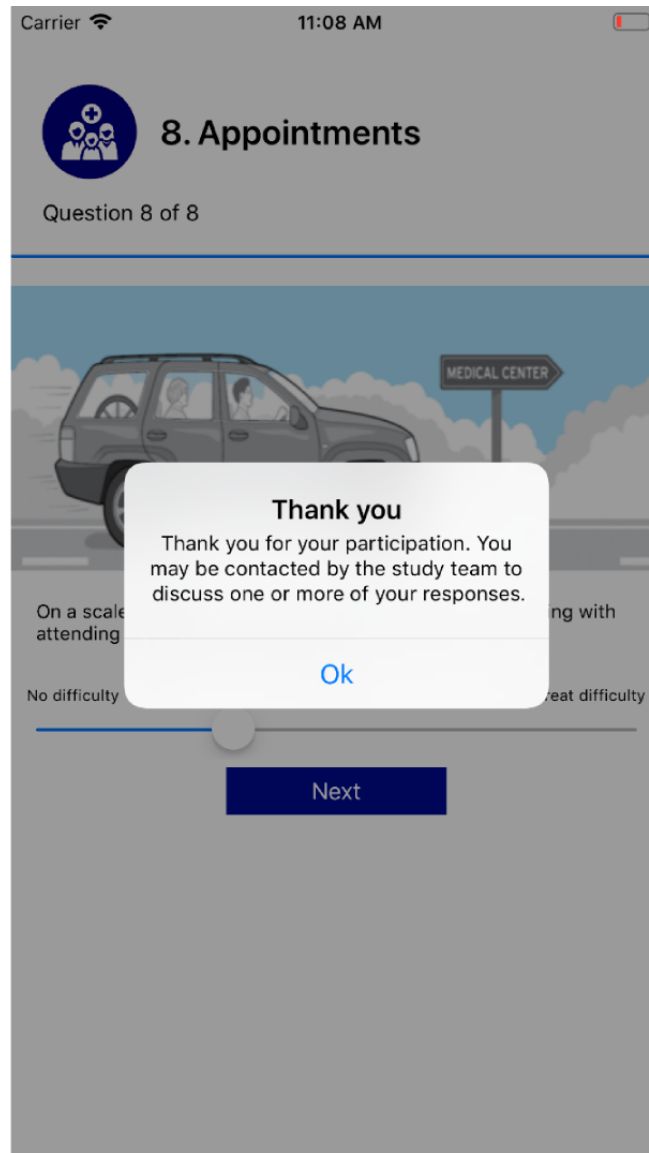 Carrier 11:08 AM
8. Appointments
Question 8 of 8
MEDICAL CENTER
Thank you
Thank you for your participation. You
may be contacted by the study team to
discuss one or more of your responses.
On a scale ing with
attending
Ok
No difficulty reat difficulty
Next